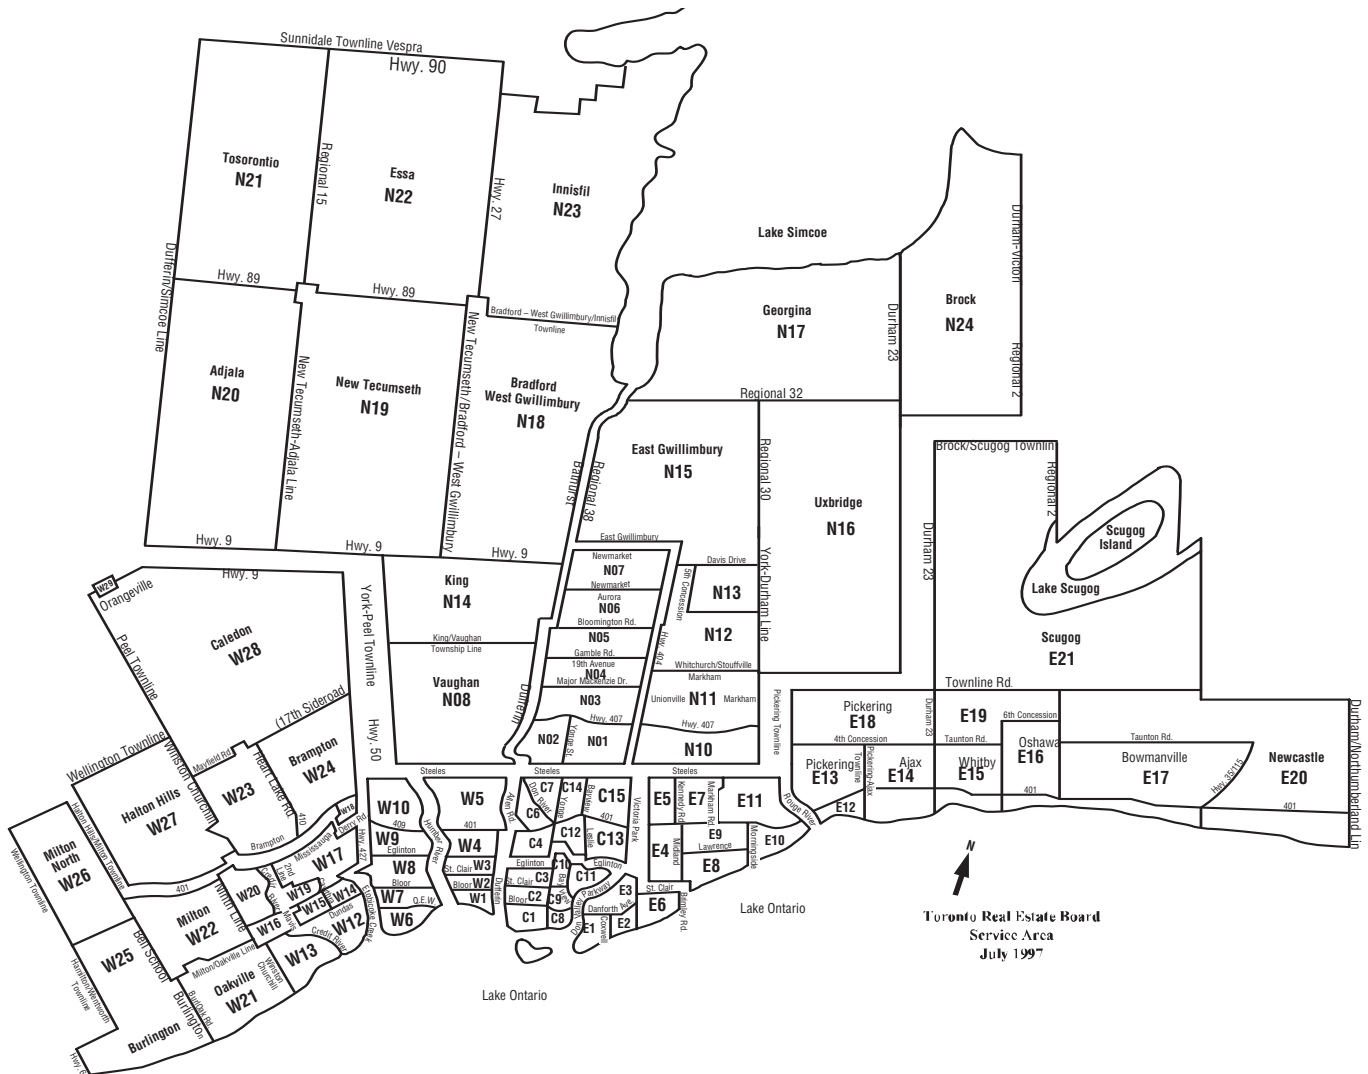 Sunnidale Townline Vespra
Hwy. 90
Tosorontio
N21
Regional 15
Essa
N22
Hwy. 27
Innisfil
N23
Lake Simcoe
Durham-Victori
Brock
N24
Regional 2
Dufferin/Simcoe Line
Hwy. 89
Hwy. 89
Bradford – West Gwillimbury/Innisfil
Townline
Georgina
N17
Durham 23
Adjala
N20
New Tecumseth-Adjala Line
New Tecumseth
N19
New Tecumseth/Bradford – West Gwillimbury
Bradford
West Gwillimbury
N18
Regional 32
Bathurst
Regional 38
East Gwillimbury
N15
Regional 30
Uxbridge
N16
Brock/Scugog Townlin
Regional 2
Durham 23
Scugog
Island
Lake Scugog
Scugog
E21
Hwy. 9
Hwy. 9
Hwy. 9
Hwy. 9
East Gwillimbury
Newmarket
N07
Newmarket
Aurora
N06
Bloomington Rd.
N05
Gamble Rd.
19th Avenue
N04
Major Mackenzie Dr.
N03
Hwy. 407
N02
Yonge St.
N01
Davis Drive
5th Concession
N13
N12
Hwy. 404
York-Durham Line
Whitchurch/Stouffville
Markham
Unionville
N11
Markham
Hwy. 407
N10
King
N14
King/Vaughan
Township Line
Vaughan
N08
Dufferin
York-Peel Townline
Hwy. 50
W29
Orangeville
Peel Townline
Caledon
W28
(17th Sideroad
Mayfield Rd
Wellington Townline
Winston Churchill
Halton Hills
W27
W23
Heart Lake Rd
Brampton
W24
410
W18
Derry Rd
Brampton
Mississauga
Halton Hills/Milton Townline
Milton
North
W26
Wellington Townline
401
Milton
W22
Ninth Line
W20
Credit
River
2nd
Line
W17
W19
Mavis
W15
W14
Dundas
W16
W12
Credit River
W13
Hwy. 427
Etobicoke Creek
W25
Bell School
Milton/Oakville Line
Winston
Churchill
Oakville
W21
BurlOak Rd
Burlington
Hamilton/Wentworth
Townline
Burlington
Hwy. 6
Steeles
Steeles
Steeles
W10
409
W9
Eglinton
W8
Bloor
W7
Q.E.W
W6
Humber River
W5
401
W4
St. Clair
W3
Bloor
W2
W1
Dufferin
Allen Rd.
C7
Don River
C6
C14
Yonge
Bayview
C15
401
Leslie
C12
C13
C4
Eglinton
Eglinton
C10
C3
St. Clair
C11
Bloor
C2
C9
C1
C8
Don Valley Parkway
Victoria Park
E5
Kennedy Rd
E7
Markham Rd.
E11
E9
Lawrence
E8
E4
Midland
Morningside
E10
Rouge River
St. Clair
E3
Danforth Ave.
E1
Coxwell
E2
E6
Brimley Rd.
Lake Ontario
Lake Ontario
Townline Rd.
Pickering Townline
Pickering
E18
Durham 23
E19
6th Concession
4th Concession
Taunton Rd.
Taunton Rd.
Pickering
E13
Townline
Pickering-Ajax
E12
Ajax
E14
Whitby
E15
Oshawa
E16
Bowmanville
E17
401
Hwy. 35/115
Newcastle
E20
401
Durham/Northumberland Lin
N
Toronto Real Estate Board
Service Area
July 1997